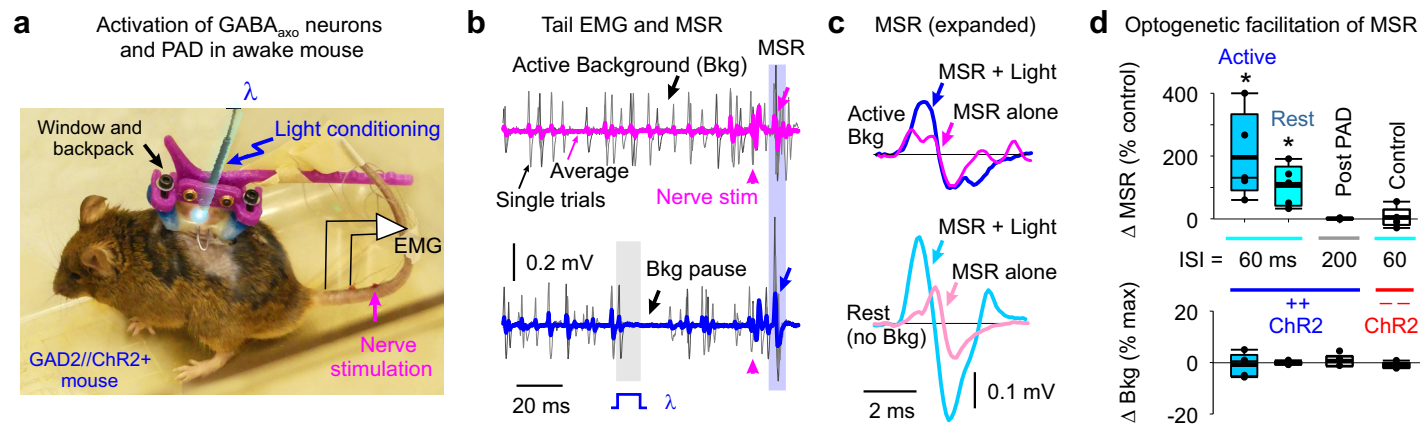 a
Activation of GABAaxo neurons
and PAD in awake mouse
λ
Window and
backpack
Light conditioning
EMG
GAD2//ChR2+
mouse
Nerve
stimulation
b
Tail EMG and MSR
MSR
Active Background (Bkg)
Average
Single trials
Nerve stim
0.2 mV
Bkg pause
20 ms
λ
c
MSR (expanded)
MSR + Light
Active
Bkg
MSR alone
MSR + Light
MSR alone
Rest
(no Bkg)
2 ms
0.1 mV
d
Optogenetic facilitation of MSR
Active
*
Rest
*
Post PAD
Control
Δ MSR (% control)
400
200
0
ISI = 60 ms 200 60
++
ChR2
– –
ChR2
Δ Bkg (% max)
20
0
-20